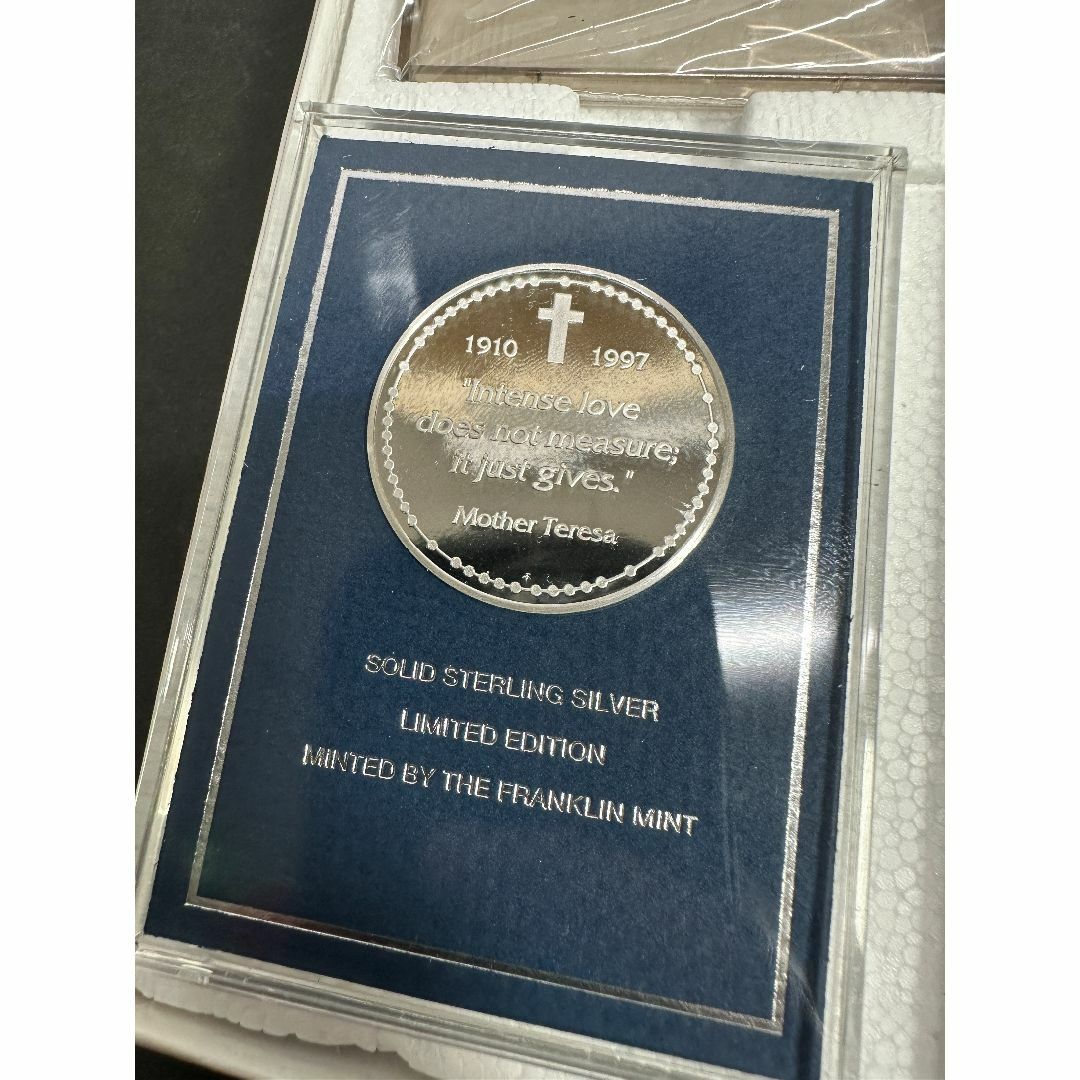 1910 1997
"Intense love
does not measure;
it just gives."
Mother Teresa
SOLID STERLING SILVER
LIMITED EDITION
MINTED BY THE FRANKLIN MINT